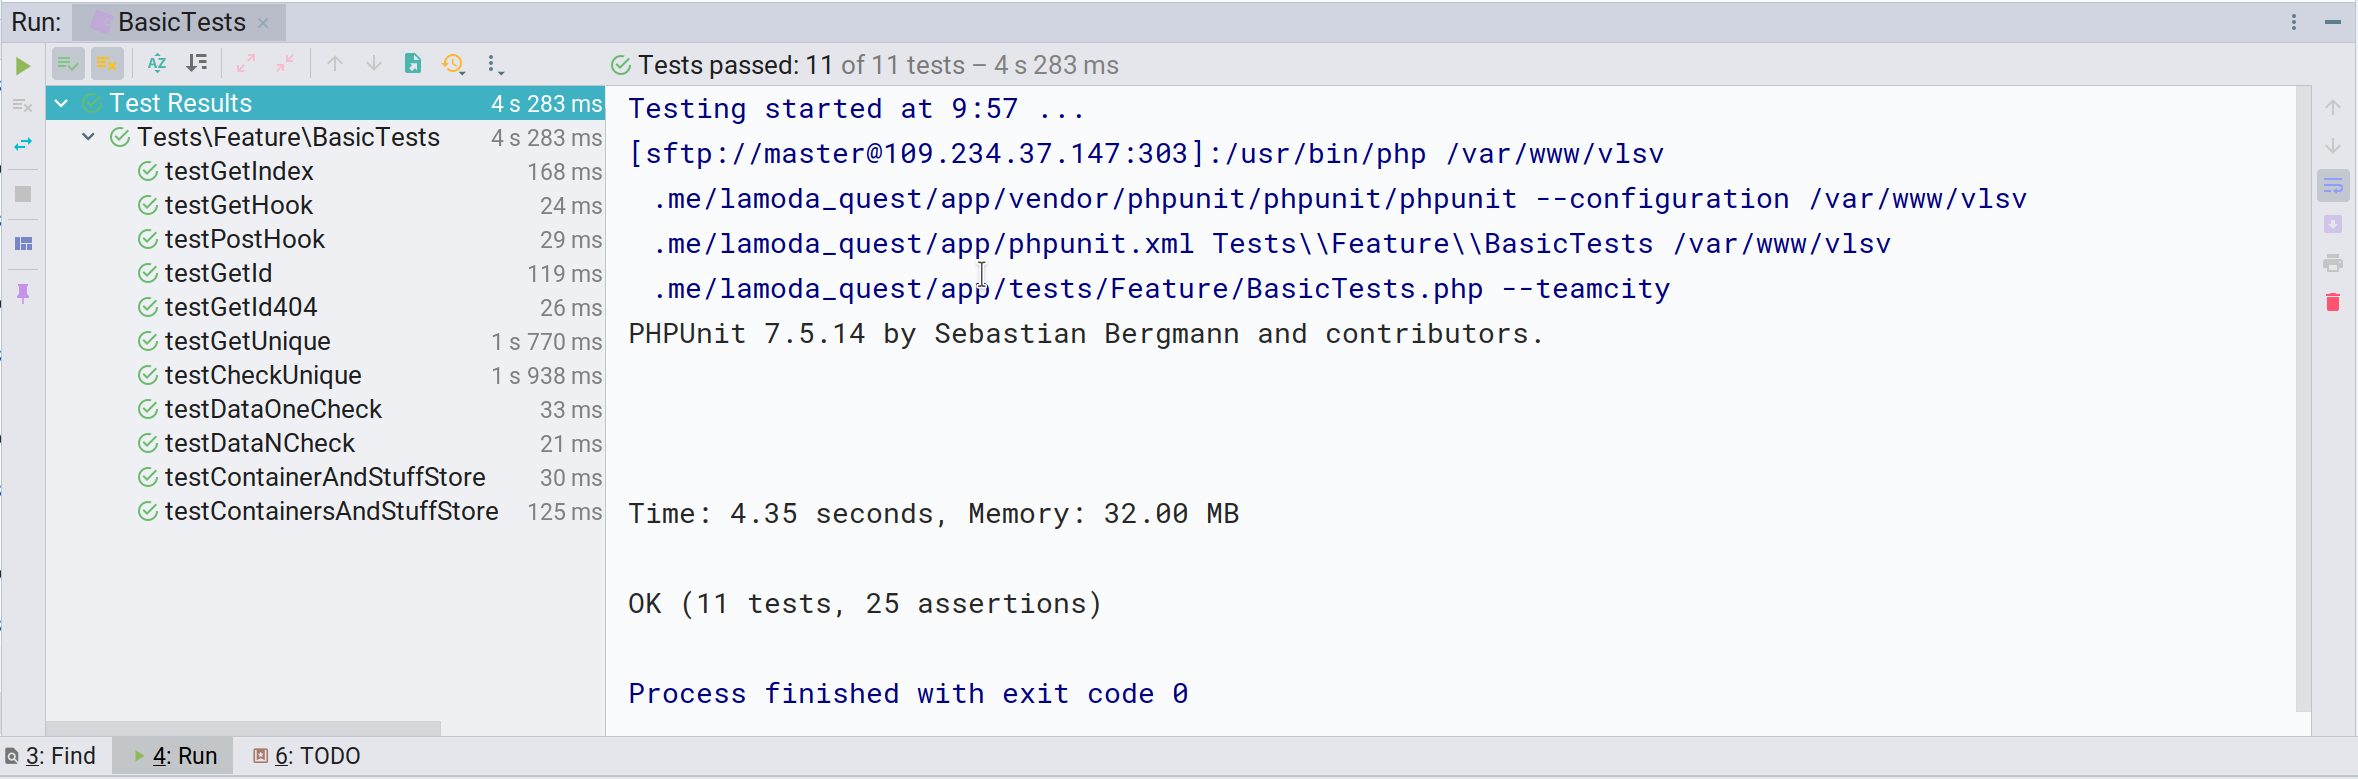 Run: BasicTests
Tests passed: 11 of 11 tests – 4 s 283 ms
Test Results 4 s 283 ms
Tests\Feature\BasicTests 4 s 283 ms
testGetIndex 168 ms
testGetHook 24 ms
testPostHook 29 ms
testGetId 119 ms
testGetId404 26 ms
testGetUnique 1 s 770 ms
testCheckUnique 1 s 938 ms
testDataOneCheck 33 ms
testDataNCheck 21 ms
testContainerAndStuffStore 30 ms
testContainersAndStuffStore 125 ms
Testing started at 9:57 ...
[sftp://master@109.234.37.147:303]:/usr/bin/php /var/www/vlsv
.me/lamoda_quest/app/vendor/phpunit/phpunit/phpunit --configuration /var/www/vlsv
.me/lamoda_quest/app/phpunit.xml Tests\\Feature\\BasicTests /var/www/vlsv
.me/lamoda_quest/app/tests/Feature/BasicTests.php --teamcity
PHPUnit 7.5.14 by Sebastian Bergmann and contributors.
Time: 4.35 seconds, Memory: 32.00 MB
OK (11 tests, 25 assertions)
Process finished with exit code 0
3: Find 4: Run 6: TODO